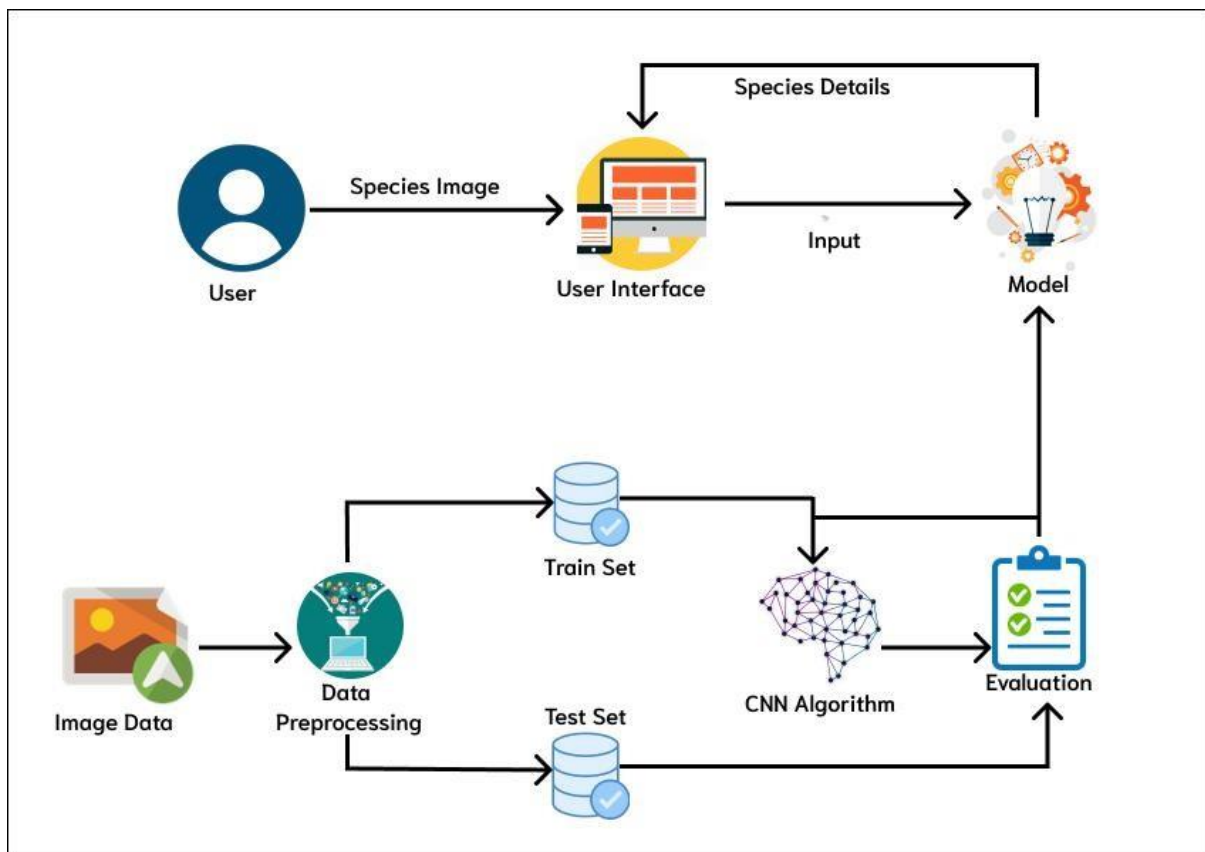 Species Details
Species Image
Input
User
User Interface
Model
Train Set
Image Data
Data
Preprocessing
Test Set
CNN Algorithm
Evaluation